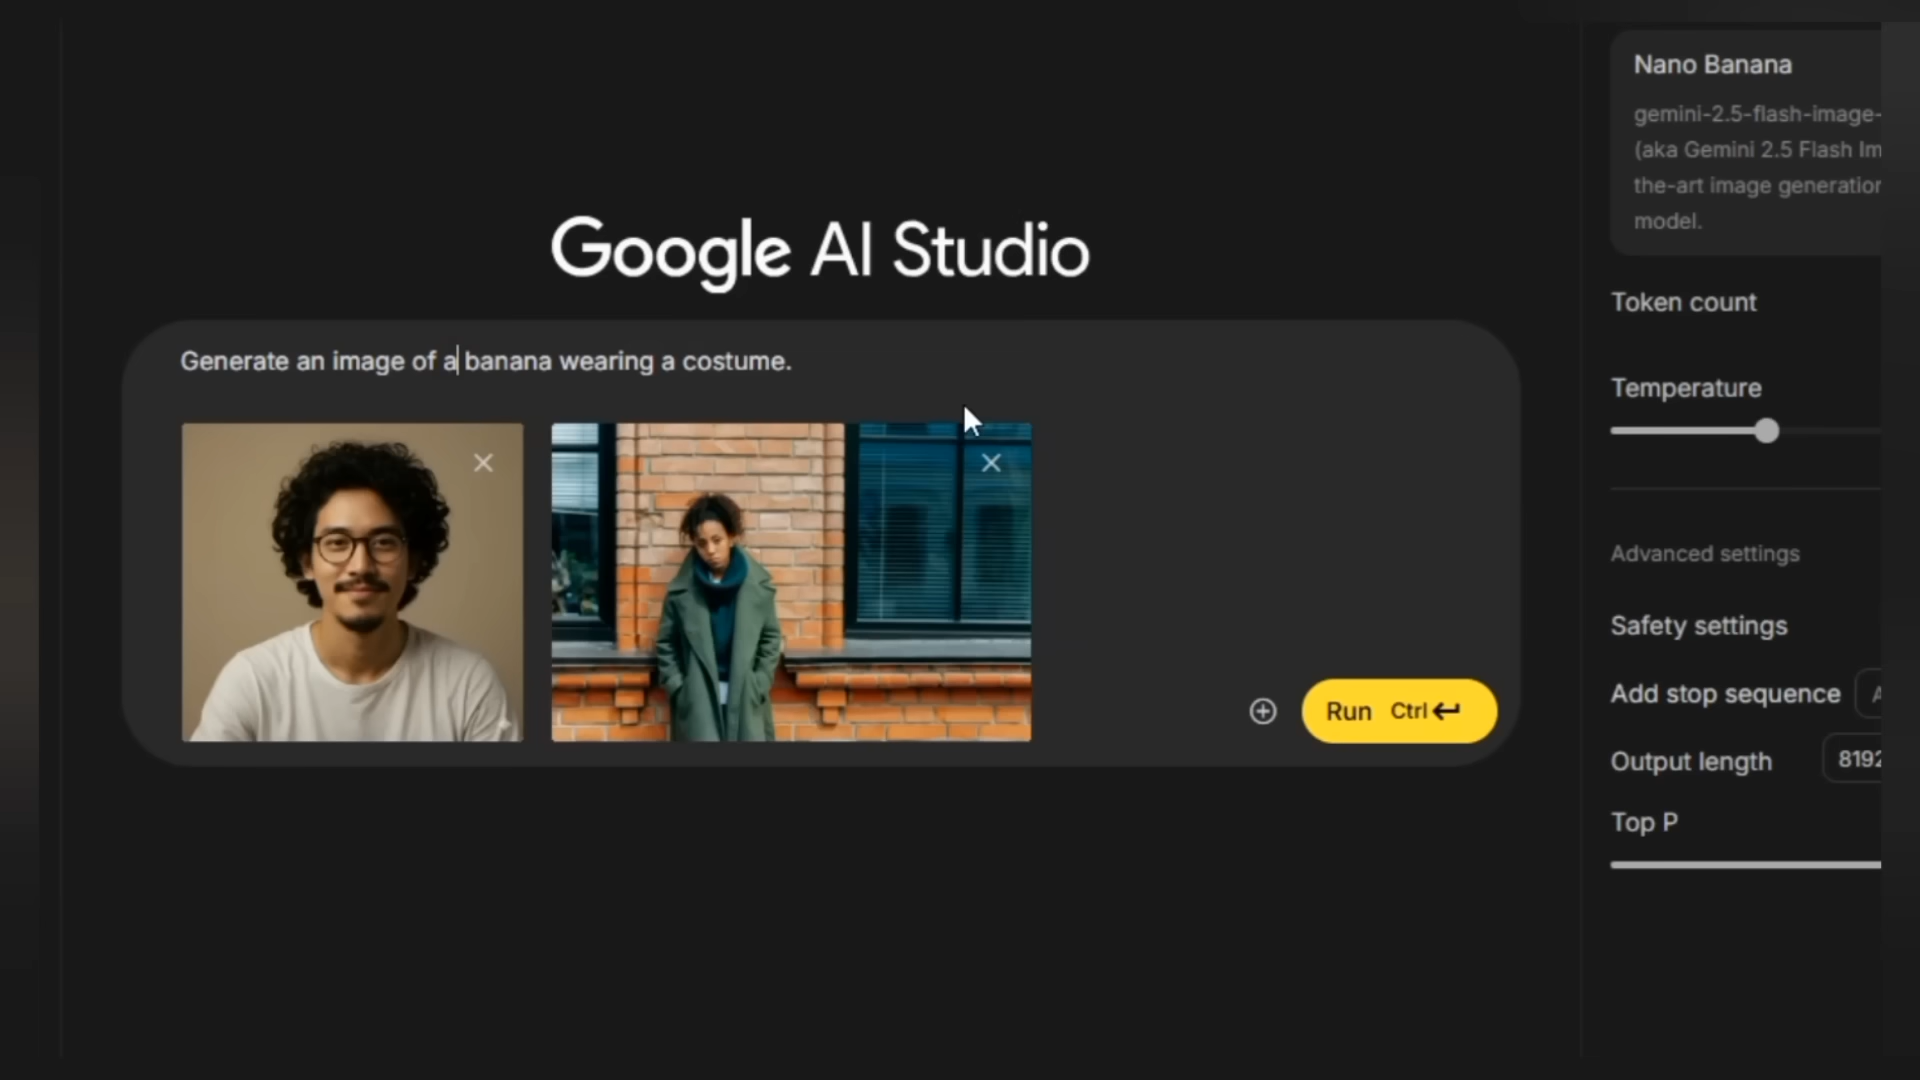 Google AI Studio
Generate an image of a banana wearing a costume.
Run Ctrl
Nano Banana
gemini-2.5-flash-image-
(aka Gemini 2.5 Flash Im
the-art image generation
model.
Token count
Temperature
Advanced settings
Safety settings
Add stop sequence
Output length 8192
Top P